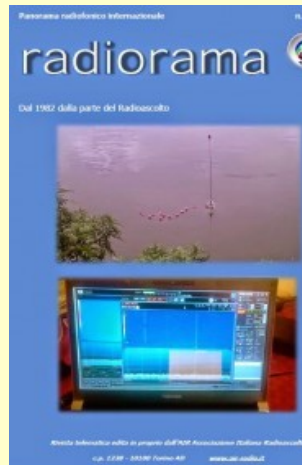 Panorama radiofonico internazionale n.
radiorama
Dal 1982 dalla parte del Radioascolto
Rivista telematica edita in proprio dall'AIR Associazione Italiana Radioascolto
c.p. 1338 - 10100 Torino AD www.air-radio.it